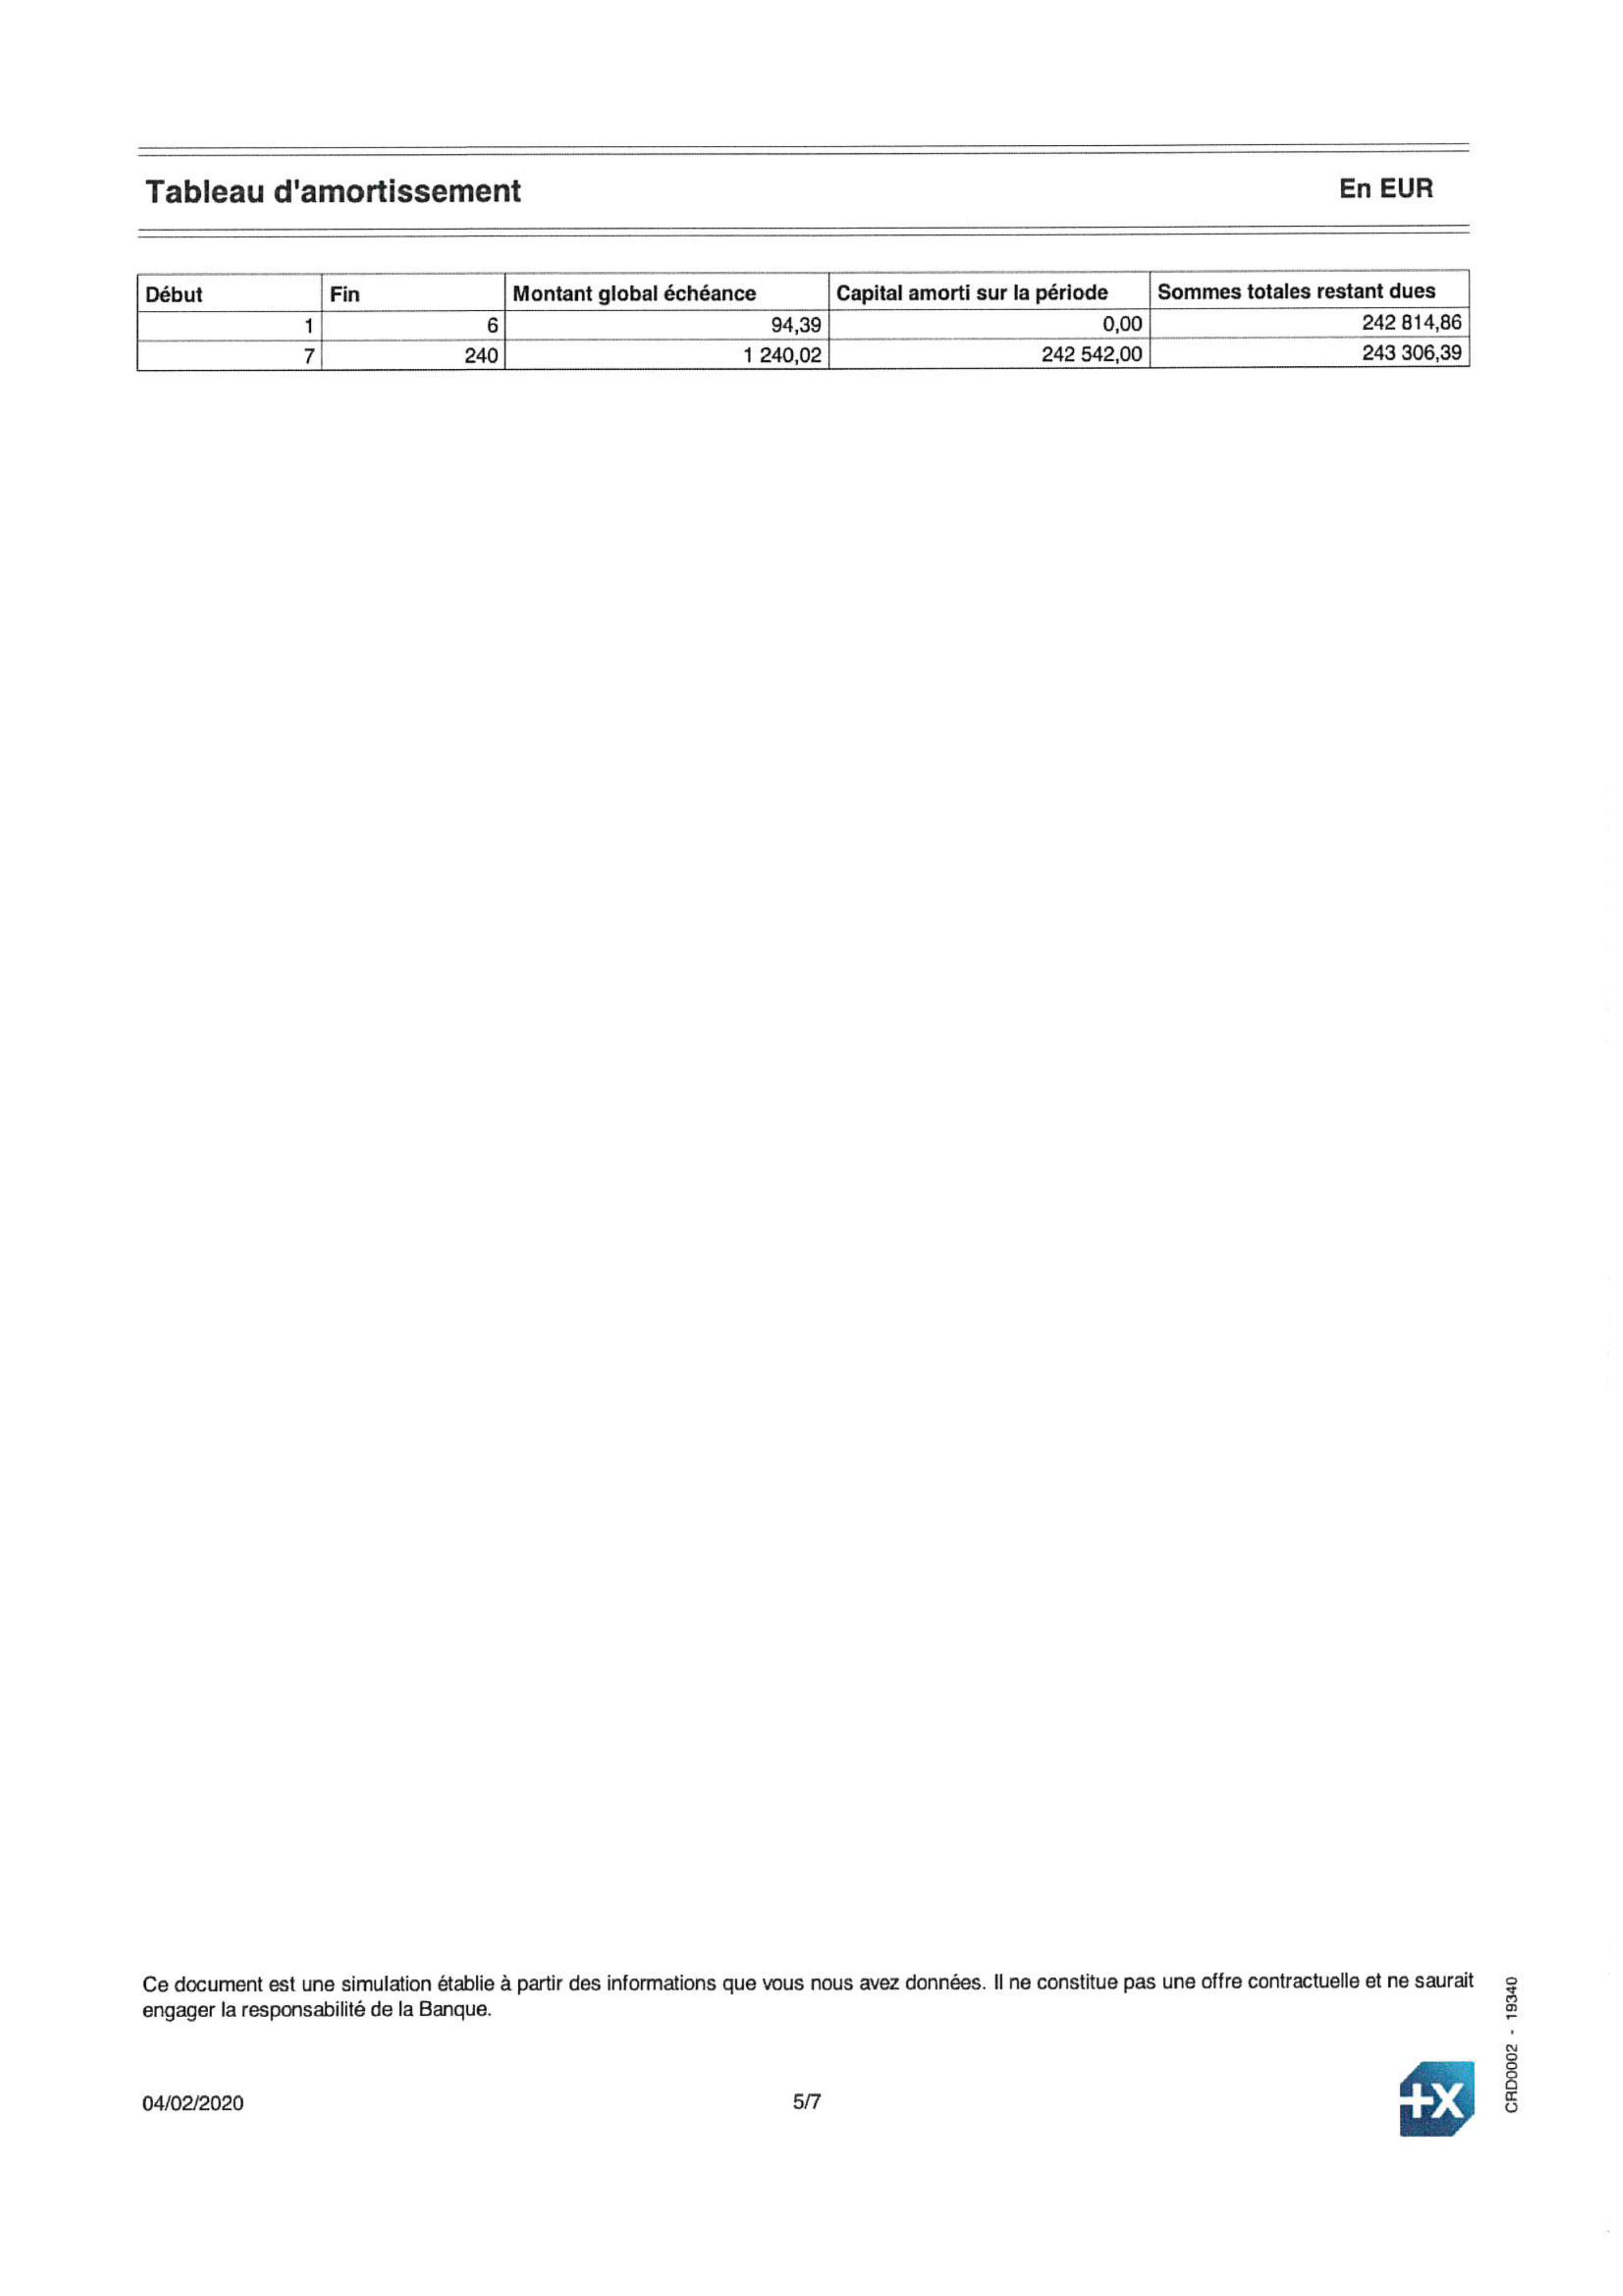 Tableau d'amortissement En EUR
Début Fin Montant global échéance Capital amorti sur la période Sommes totales restant dues
1 6 94,39 0,00 242 814,86
7 240 1 240,02 242 542,00 243 306,39
Ce document est une simulation établie à partir des informations que vous nous avez données. Il ne constitue pas une offre contractuelle et ne saurait
engager la responsabilité de la Banque.
04/02/2020 5/7
+X
CRD0002 - 19340